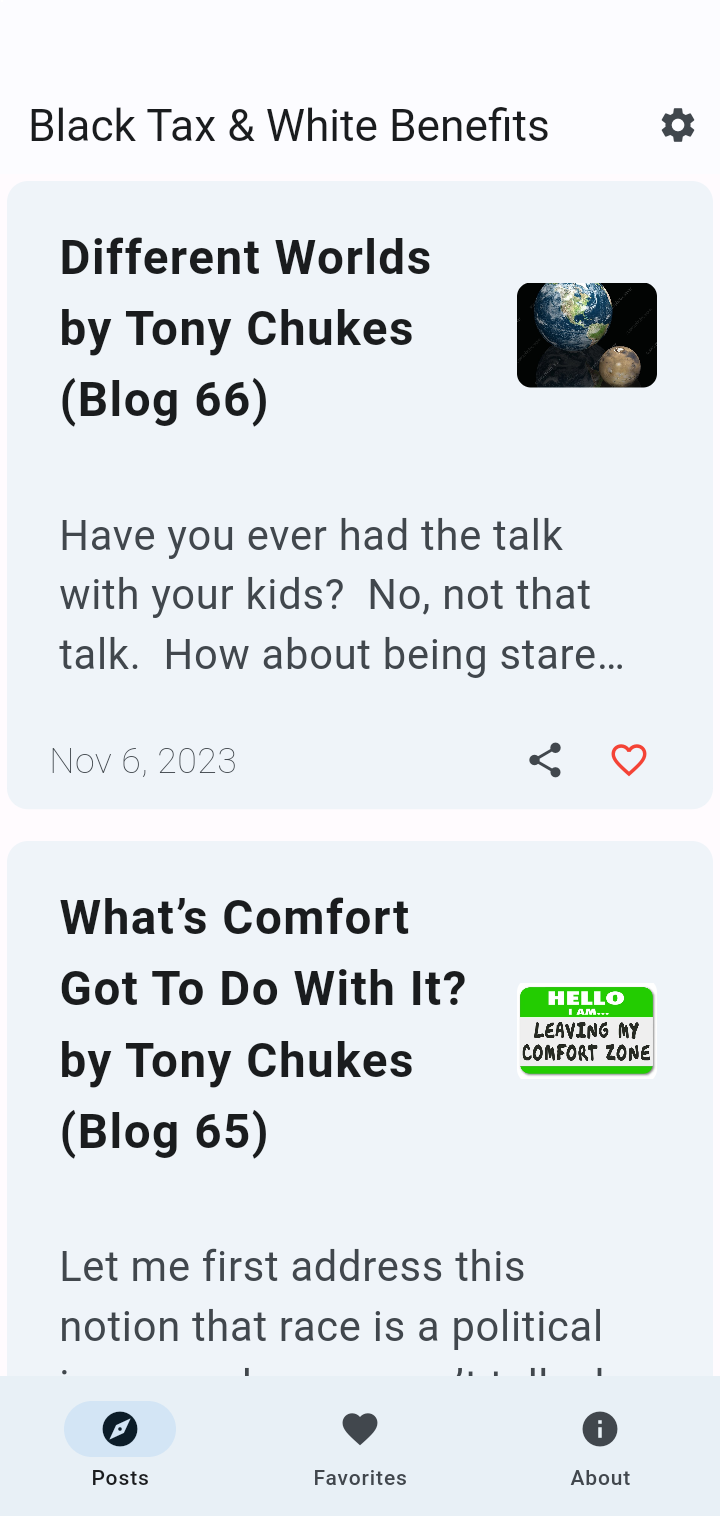 Black Tax & White Benefits
Different Worlds
by Tony Chukes
(Blog 66)
Have you ever had the talk
with your kids?  No, not that
talk.  How about being stare…
Nov 6, 2023
What’s Comfort
Got To Do With It?
by Tony Chukes
(Blog 65)
HELLO
I AM...
LEAVING MY
COMFORT ZONE
Let me first address this
notion that race is a political
Posts
Favorites
About